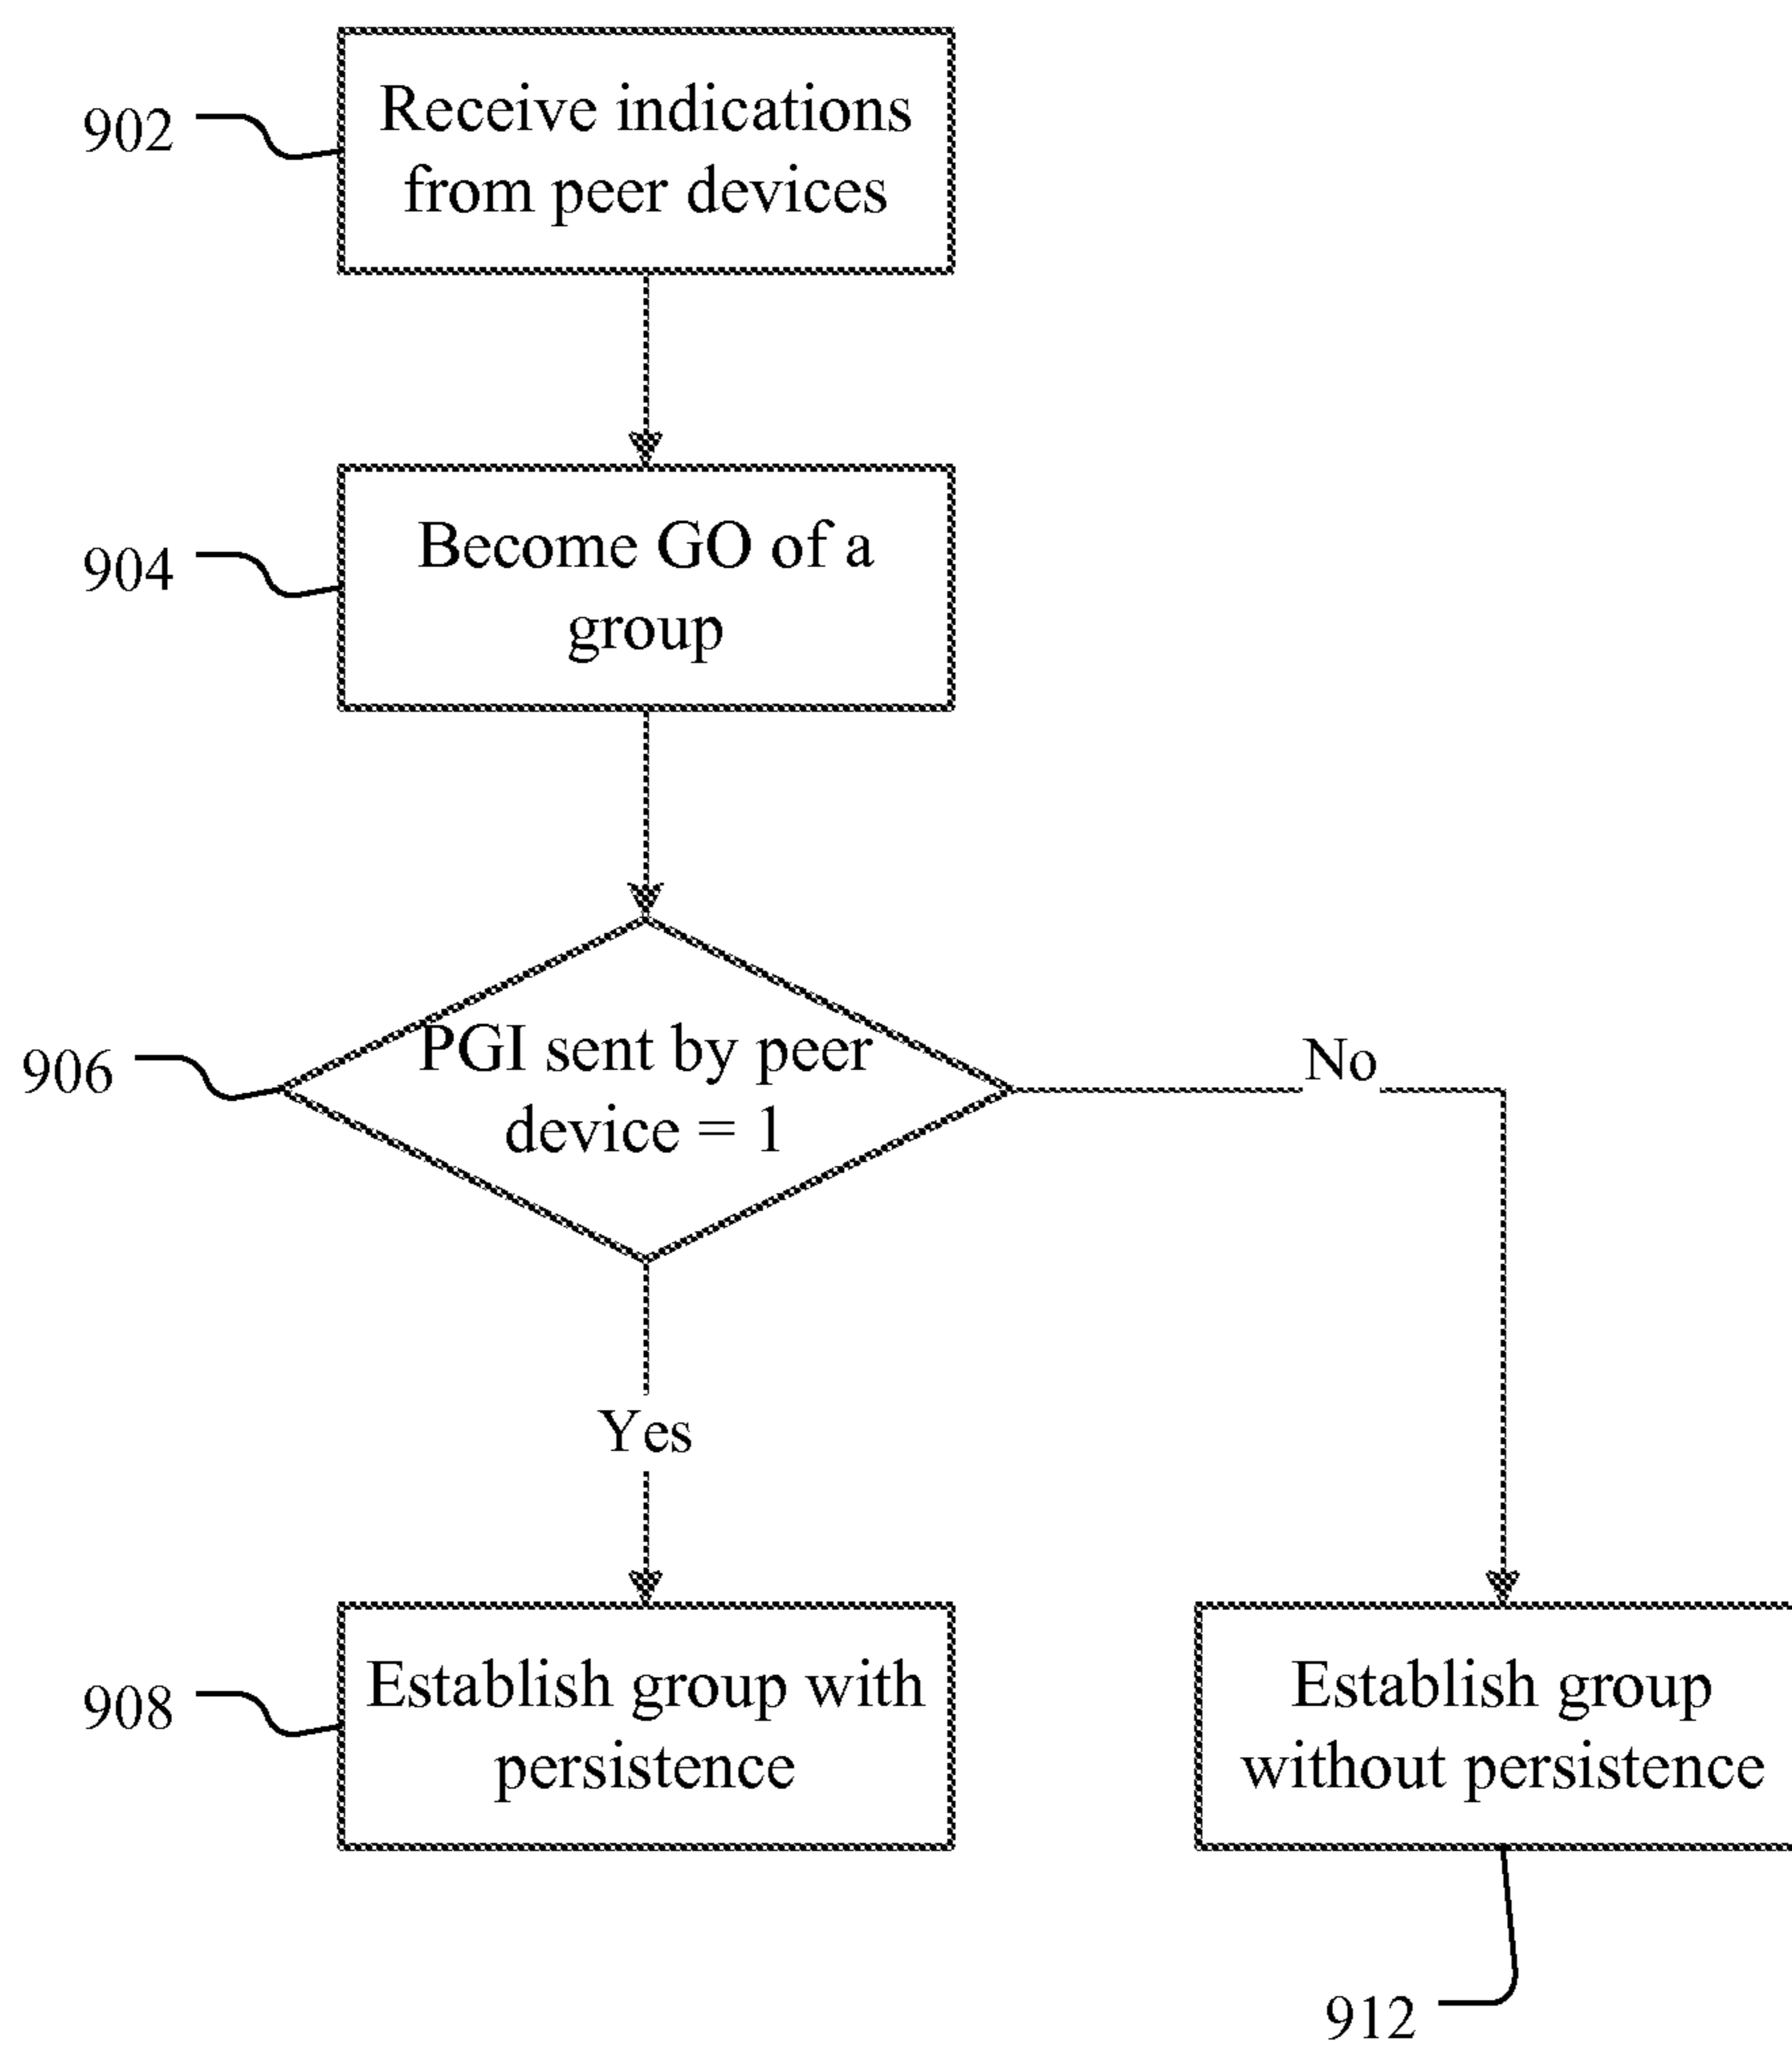 902
Receive indications
from peer devices
904
Become GO of a
group
906
PGI sent by peer
device = 1
No
Yes
908
Establish group with
persistence
Establish group
without persistence
912